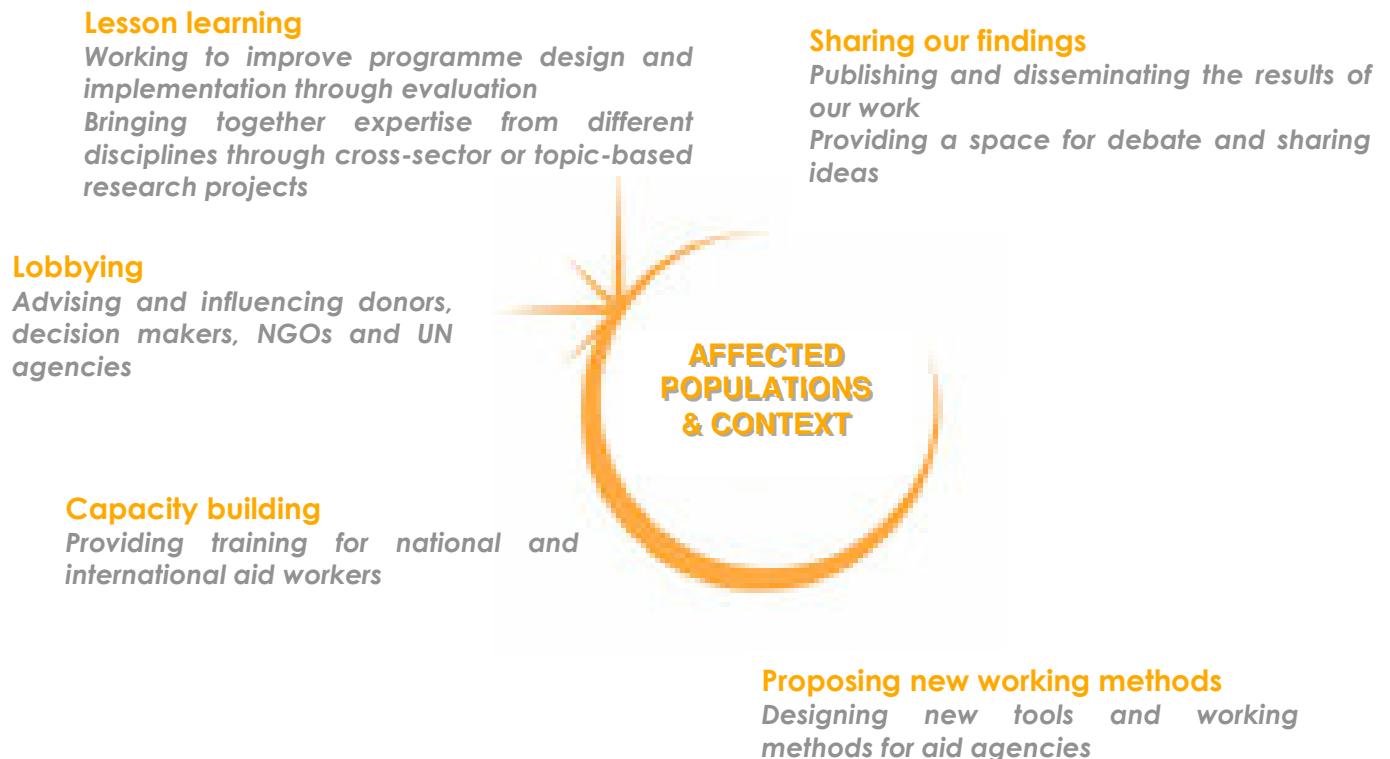 Lesson learning
Working to improve programme design and
implementation through evaluation
Bringing together expertise from different
disciplines through cross-sector or topic-based
research projects
Sharing our findings
Publishing and disseminating the results of
our work
Providing a space for debate and sharing
ideas
Lobbying
Advising and influencing donors,
decision makers, NGOs and UN
agencies
AFFECTED
POPULATIONS
& CONTEXT
Capacity building
Providing training for national and
international aid workers
Proposing new working methods
Designing new tools and working
methods for aid agencies